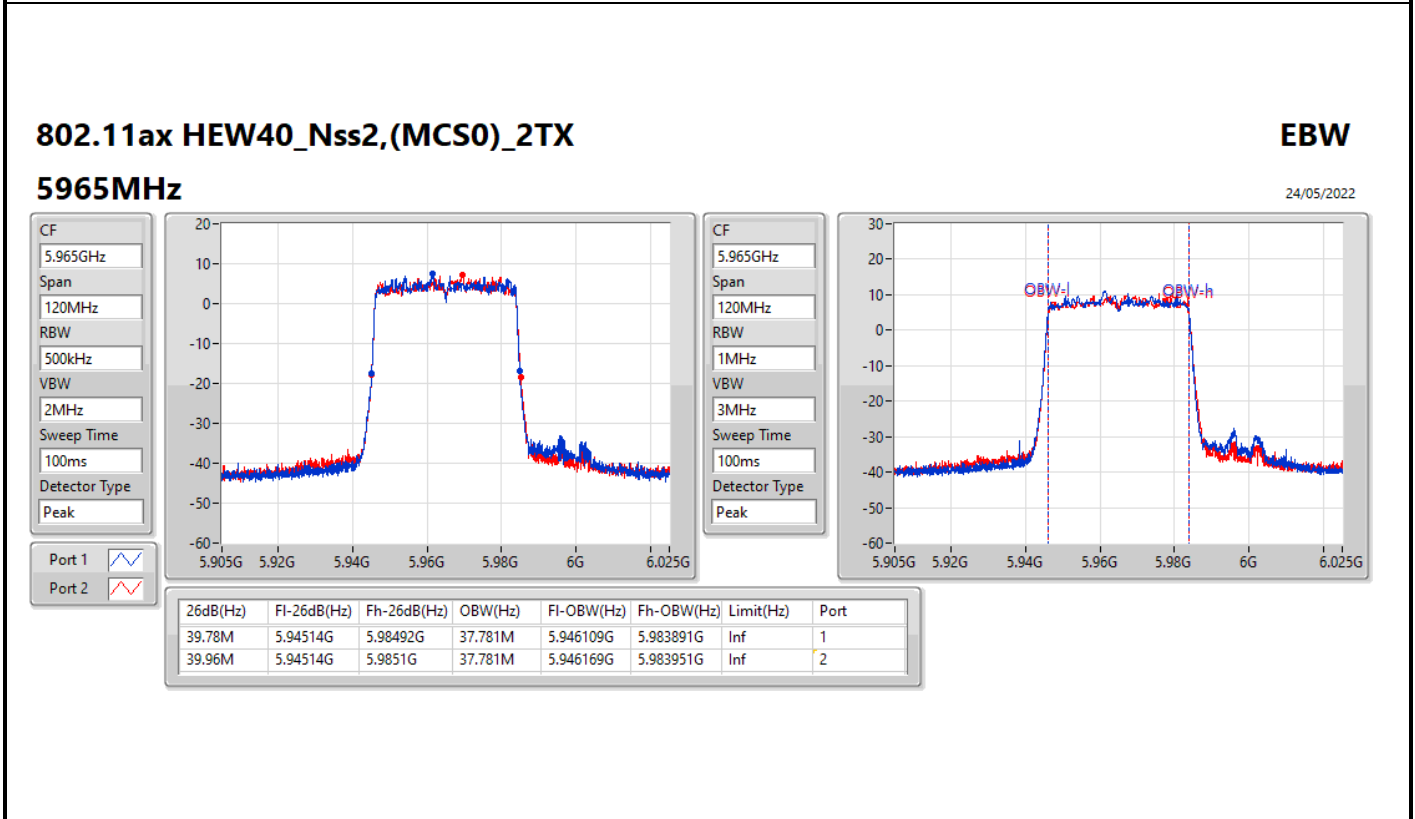 802.11ax HEW40_Nss2,(MCS0)_2TX
EBW
5965MHz
24/05/2022
CF
5.965GHz
Span
120MHz
RBW
500kHz
VBW
2MHz
Sweep Time
100ms
Detector Type
Peak
Port 1
Port 2
20
10
0
-10
-20
-30
-40
-50
-60
5.905G 5.92G 5.94G 5.96G 5.98G 6G 6.025G
CF
5.965GHz
Span
120MHz
RBW
1MHz
VBW
3MHz
Sweep Time
100ms
Detector Type
Peak
30
20
10
0
-10
-20
-30
-40
-50
-60
OBW-l OBW-h
5.905G 5.92G 5.94G 5.96G 5.98G 6G 6.025G
26dB(Hz) Fl-26dB(Hz) Fh-26dB(Hz) OBW(Hz) Fl-OBW(Hz) Fh-OBW(Hz) Limit(Hz) Port
39.78M 5.94514G 5.98492G 37.781M 5.946109G 5.983891G Inf 1
39.96M 5.94514G 5.9851G 37.781M 5.946169G 5.983951G Inf 2